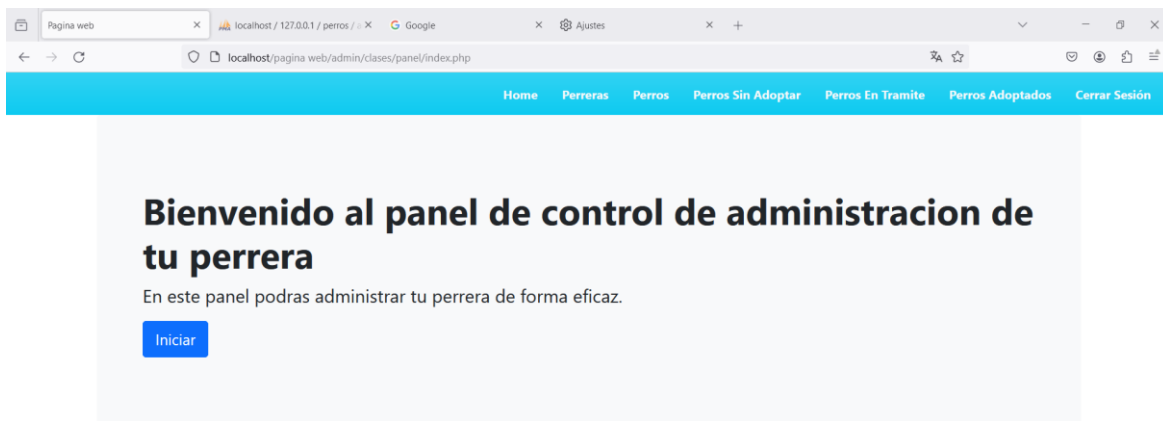 Pagina web
localhost / 127.0.0.1 / perros /
Google
Ajustes
localhost/pagina web/admin/clases/panel/index.php
Home Perreras Perros Perros Sin Adoptar Perros En Tramite Perros Adoptados Cerrar Sesión
Bienvenido al panel de control de administracion de
tu perrera
En este panel podras administrar tu perrera de forma eficaz.
Iniciar